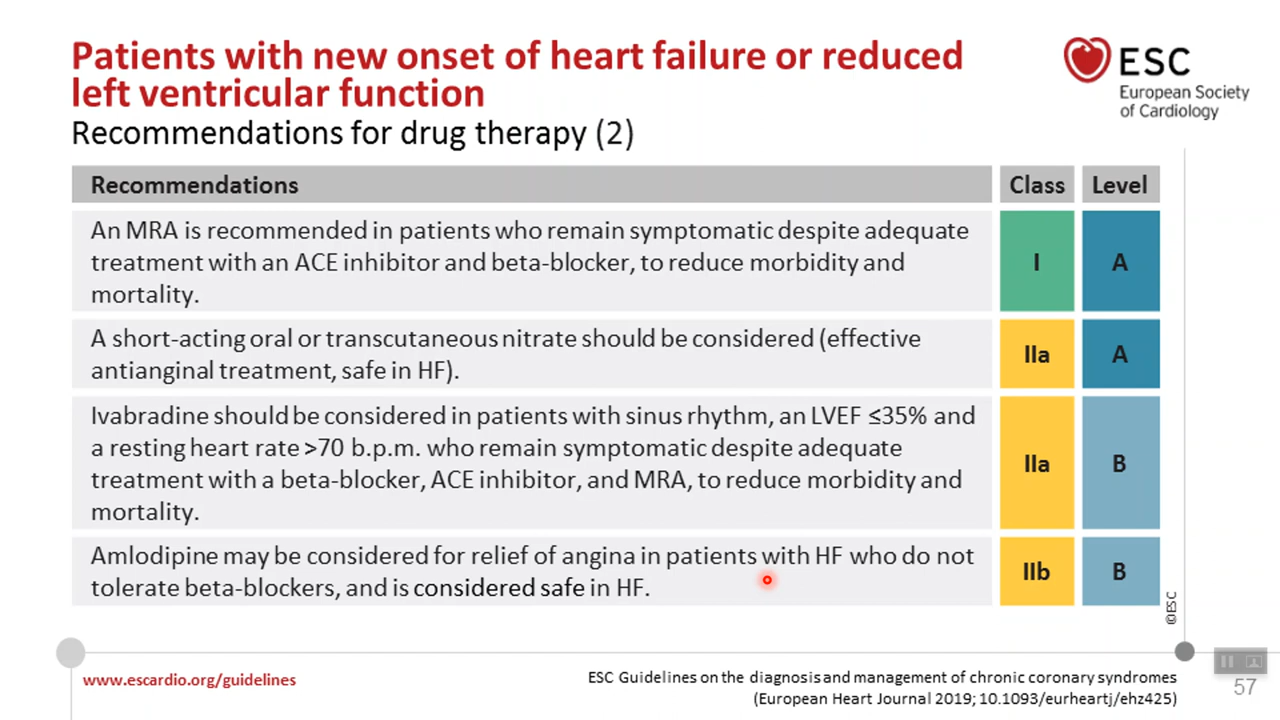 Patients with new onset of heart failure or reduced
left ventricular function
Recommendations for drug therapy (2)
ESC
European Society
of Cardiology
Recommendations
Class
Level
An MRA is recommended in patients who remain symptomatic despite adequate
treatment with an ACE inhibitor and beta-blocker, to reduce morbidity and
mortality.
I
A
A short-acting oral or transcutaneous nitrate should be considered (effective
antianginal treatment, safe in HF).
IIa
A
Ivabradine should be considered in patients with sinus rhythm, an LVEF ≤35% and
a resting heart rate >70 b.p.m. who remain symptomatic despite adequate
treatment with a beta-blocker, ACE inhibitor, and MRA, to reduce morbidity and
mortality.
IIa
B
Amlodipine may be considered for relief of angina in patients with HF who do not
tolerate beta-blockers, and is considered safe in HF.
IIb
B
©ESC
www.escardio.org/guidelines
ESC Guidelines on the diagnosis and management of chronic coronary syndromes
(European Heart Journal 2019; 10.1093/eurheartj/ehz425)
57